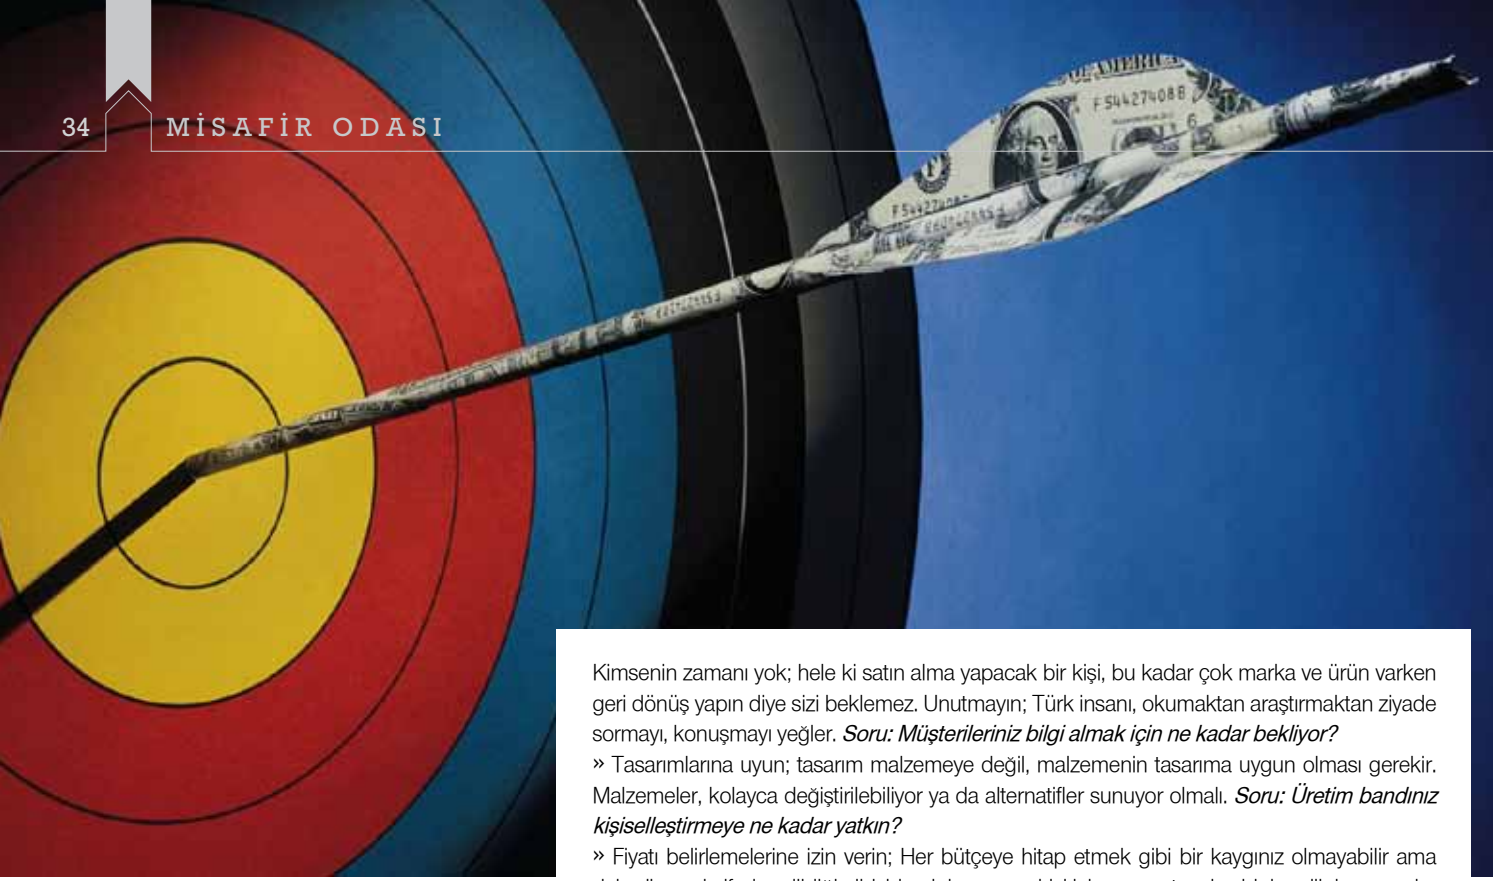 34 MİSAFİR ODASI
OF AMERICA
F 54427408 B
F 5442740
Kimsenin zamanı yok; hele ki satın alma yapacak bir kişi, bu kadar çok marka ve ürün varken
geri dönüş yapın diye sizi beklemez. Unutmayın; Türk insanı, okumaktan araştırmaktan ziyade
sormayı, konuşmayı yeğler. Soru: Müşterileriniz bilgi almak için ne kadar bekliyor?
» Tasarımlarına uyun; tasarım malzemeye değil, malzemenin tasarıma uygun olması gerekir.
Malzemeler, kolayca değiştirilebiliyor ya da alternatifler sunuyor olmalı. Soru: Üretim bandınız
kişiselleştirmeye ne kadar yatkın?
» Fiyatı belirlemelerine izin verin; Her bütçeye hitap etmek gibi bir kaygınız olmayabilir ama